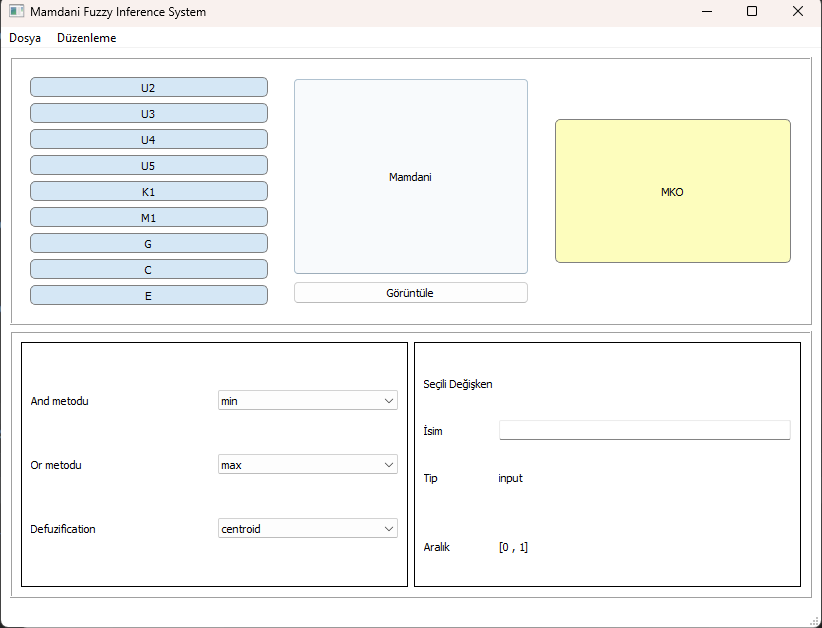 Mamdani Fuzzy Inference System
Dosya Düzenleme
U2
U3
U4
U5
K1
M1
G
C
E
Mamdani
Görüntüle
MKO
And metodu min
Or metodu max
Defuzification centroid
Seçili Değişken
İsim
Tip input
Aralık [0 , 1]